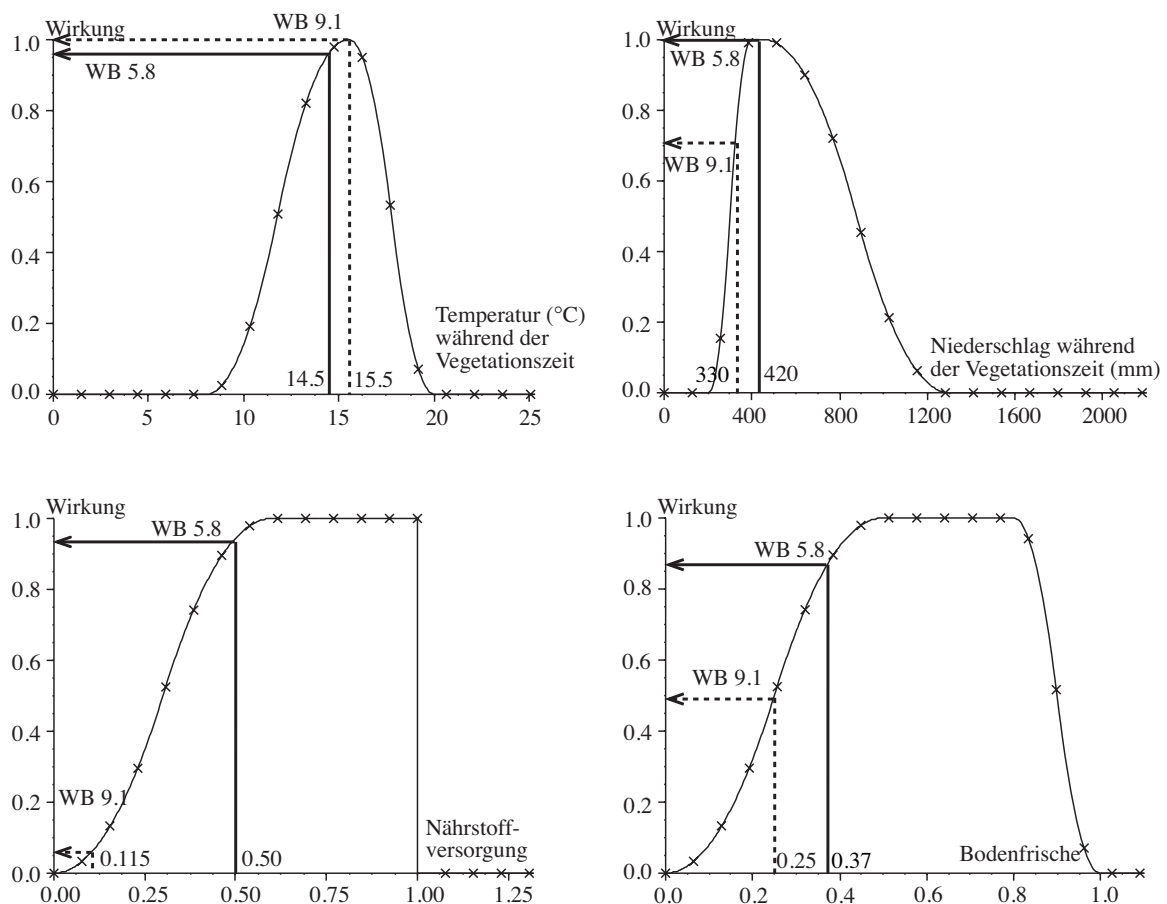 Wirkung
WB 9.1
1.0
WB 5.8
0.8
0.6
0.4
Temperatur (°C)
während der
Vegetationszeit
0.2
14.5
15.5
0.0
0
5
10
15
20
25
Wirkung
1.0
WB 5.8
0.8
WB 9.1
0.6
0.4
Niederschlag während
der Vegetationszeit (mm)
0.2
330
420
0.0
0
400
800
1200
1600
2000
Wirkung
1.0
WB 5.8
0.8
0.6
0.4
0.2
WB 9.1
Nährstoff-
versorgung
0.115
0.50
0.0
0.00
0.25
0.50
0.75
1.00
1.25
Wirkung
1.0
WB 5.8
0.8
0.6
WB 9.1
0.4
0.2
0.25
0.37
Bodenfrische
0.0
0.0
0.2
0.4
0.6
0.8
1.0